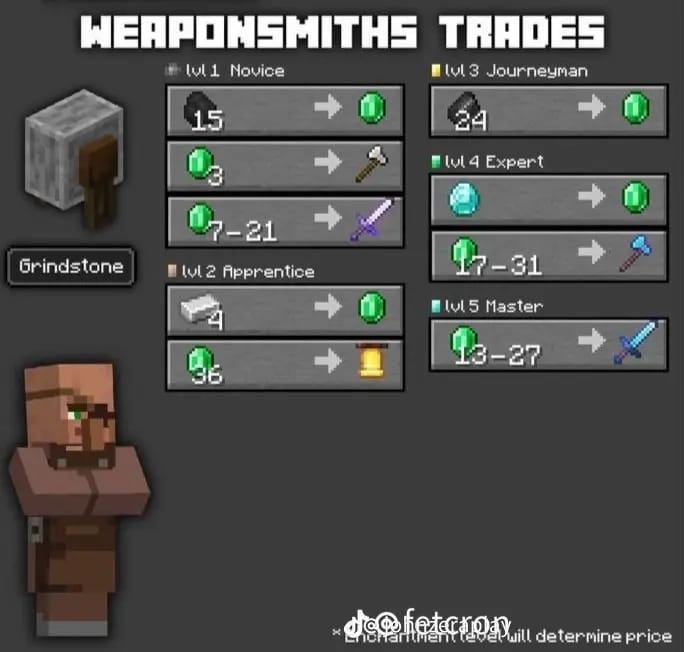 WEAPONSMITHS TRADES
lvl 1 Novice
15
3
7-21
lvl 2 Apprentice
4
36
lvl 3 Journeyman
24
lvl 4 Expert
17-31
lvl 5 Master
13-27
Grindstone
@fetcron
*Enchantment level will determine price